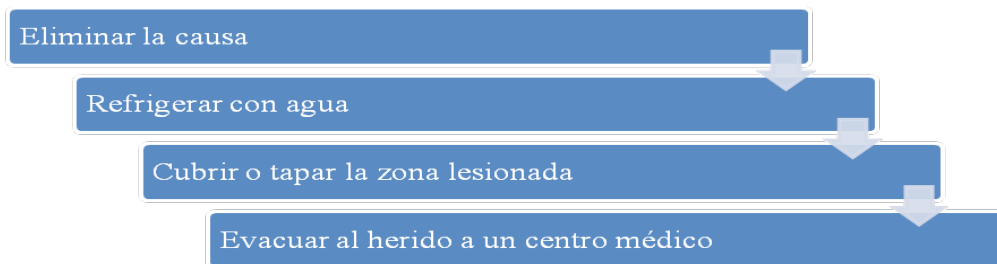 Eliminar la causa
Refrigerar con agua
Cubrir o tapar la zona lesionada
Evacuar al herido a un centro médico